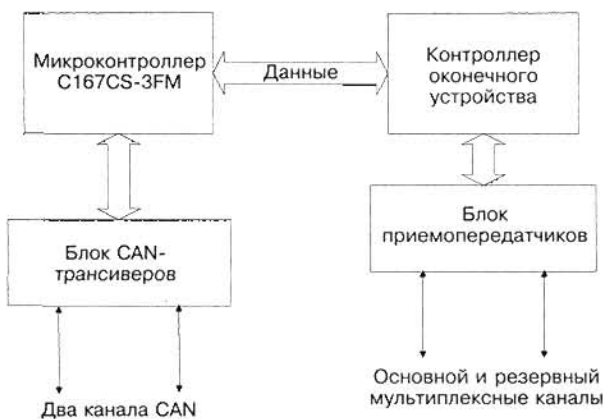 Микроконтроллер
C167CS-3FM
Данные
Контроллер
оконечного
устройства
Блок CAN-
трансиверов
Блок
приемопередатчиков
Два канала CAN
Основной и резервный
мультиплексные каналы